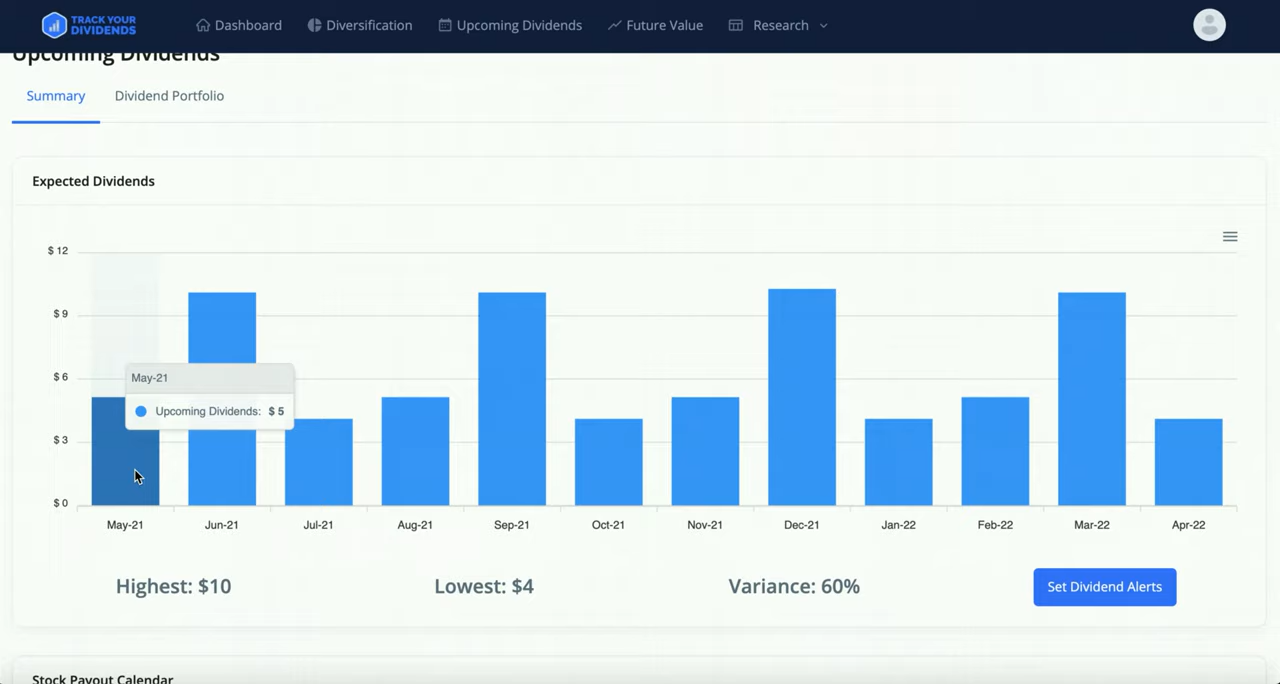 TRACK YOUR
DIVIDENDS
Dashboard
Diversification
Upcoming Dividends
Future Value
Research
Upcoming Dividends
Summary
Dividend Portfolio
Expected Dividends
$ 12
$ 9
$ 6
$ 3
$ 0
May-21
Upcoming Dividends: $ 5
May-21
Jun-21
Jul-21
Aug-21
Sep-21
Oct-21
Nov-21
Dec-21
Jan-22
Feb-22
Mar-22
Apr-22
Highest: $10
Lowest: $4
Variance: 60%
Set Dividend Alerts
Stock Payout Calendar